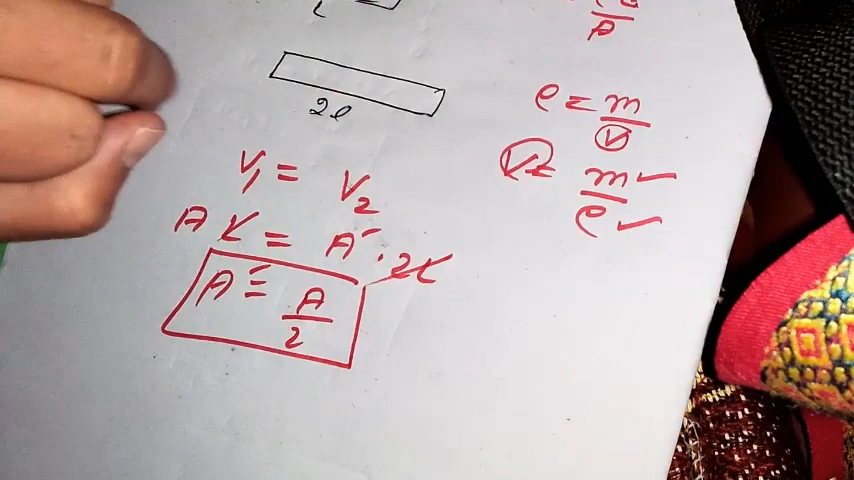 l
A
2l
ρ = m/V
V = m/ρ
V₁ = V₂
A l = A′ · 2l
A′ = A/2